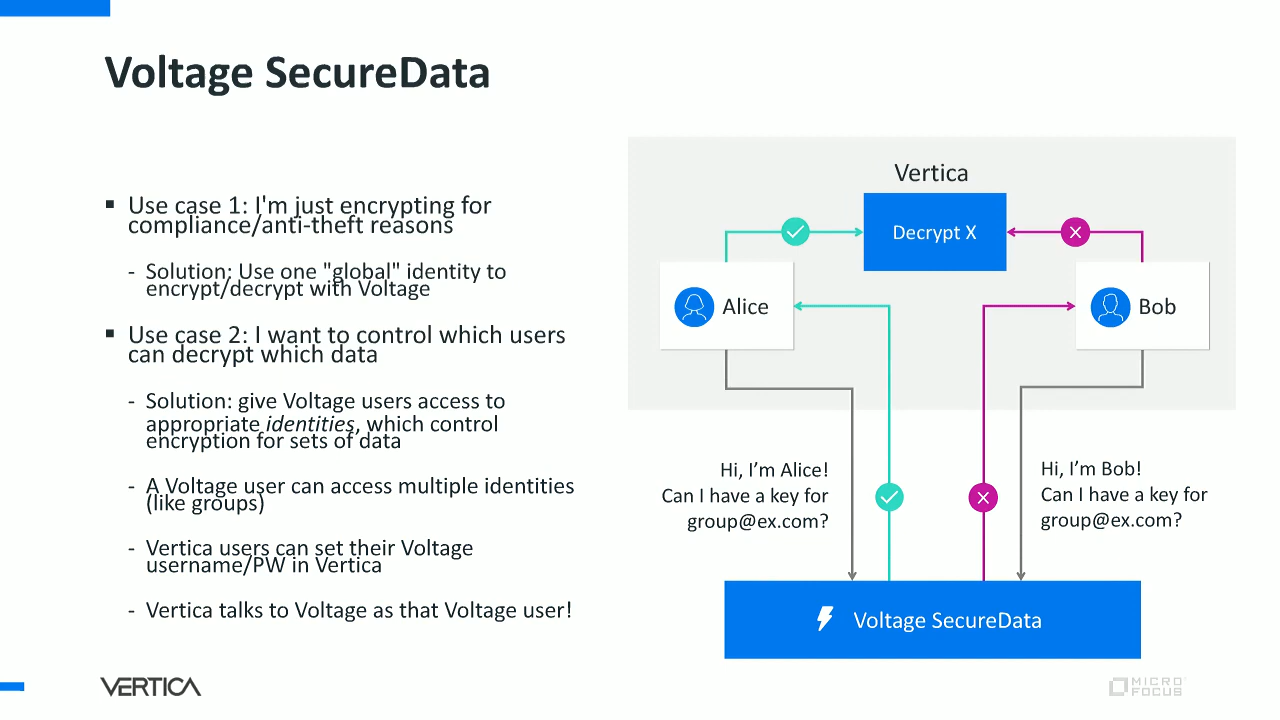 Voltage SecureData
▪ Use case 1: I'm just encrypting for
compliance/anti-theft reasons
- Solution: Use one "global" identity to
encrypt/decrypt with Voltage
▪ Use case 2: I want to control which users
can decrypt which data
- Solution: give Voltage users access to
appropriate identities, which control
encryption for sets of data
- A Voltage user can access multiple identities
(like groups)
- Vertica users can set their Voltage
username/PW in Vertica
- Vertica talks to Voltage as that Voltage user!
Vertica
Decrypt X
Alice
Bob
Hi, I’m Alice!
Can I have a key for
group@ex.com?
Hi, I’m Bob!
Can I have a key for
group@ex.com?
Voltage SecureData
VERTICA
MICRO
FOCUS